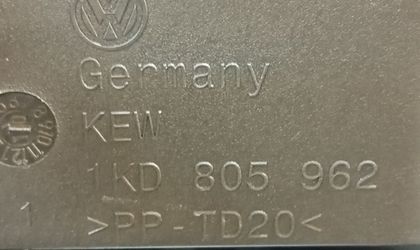 Germany
KEW
1KD 805 962
1 >PP-TD20<